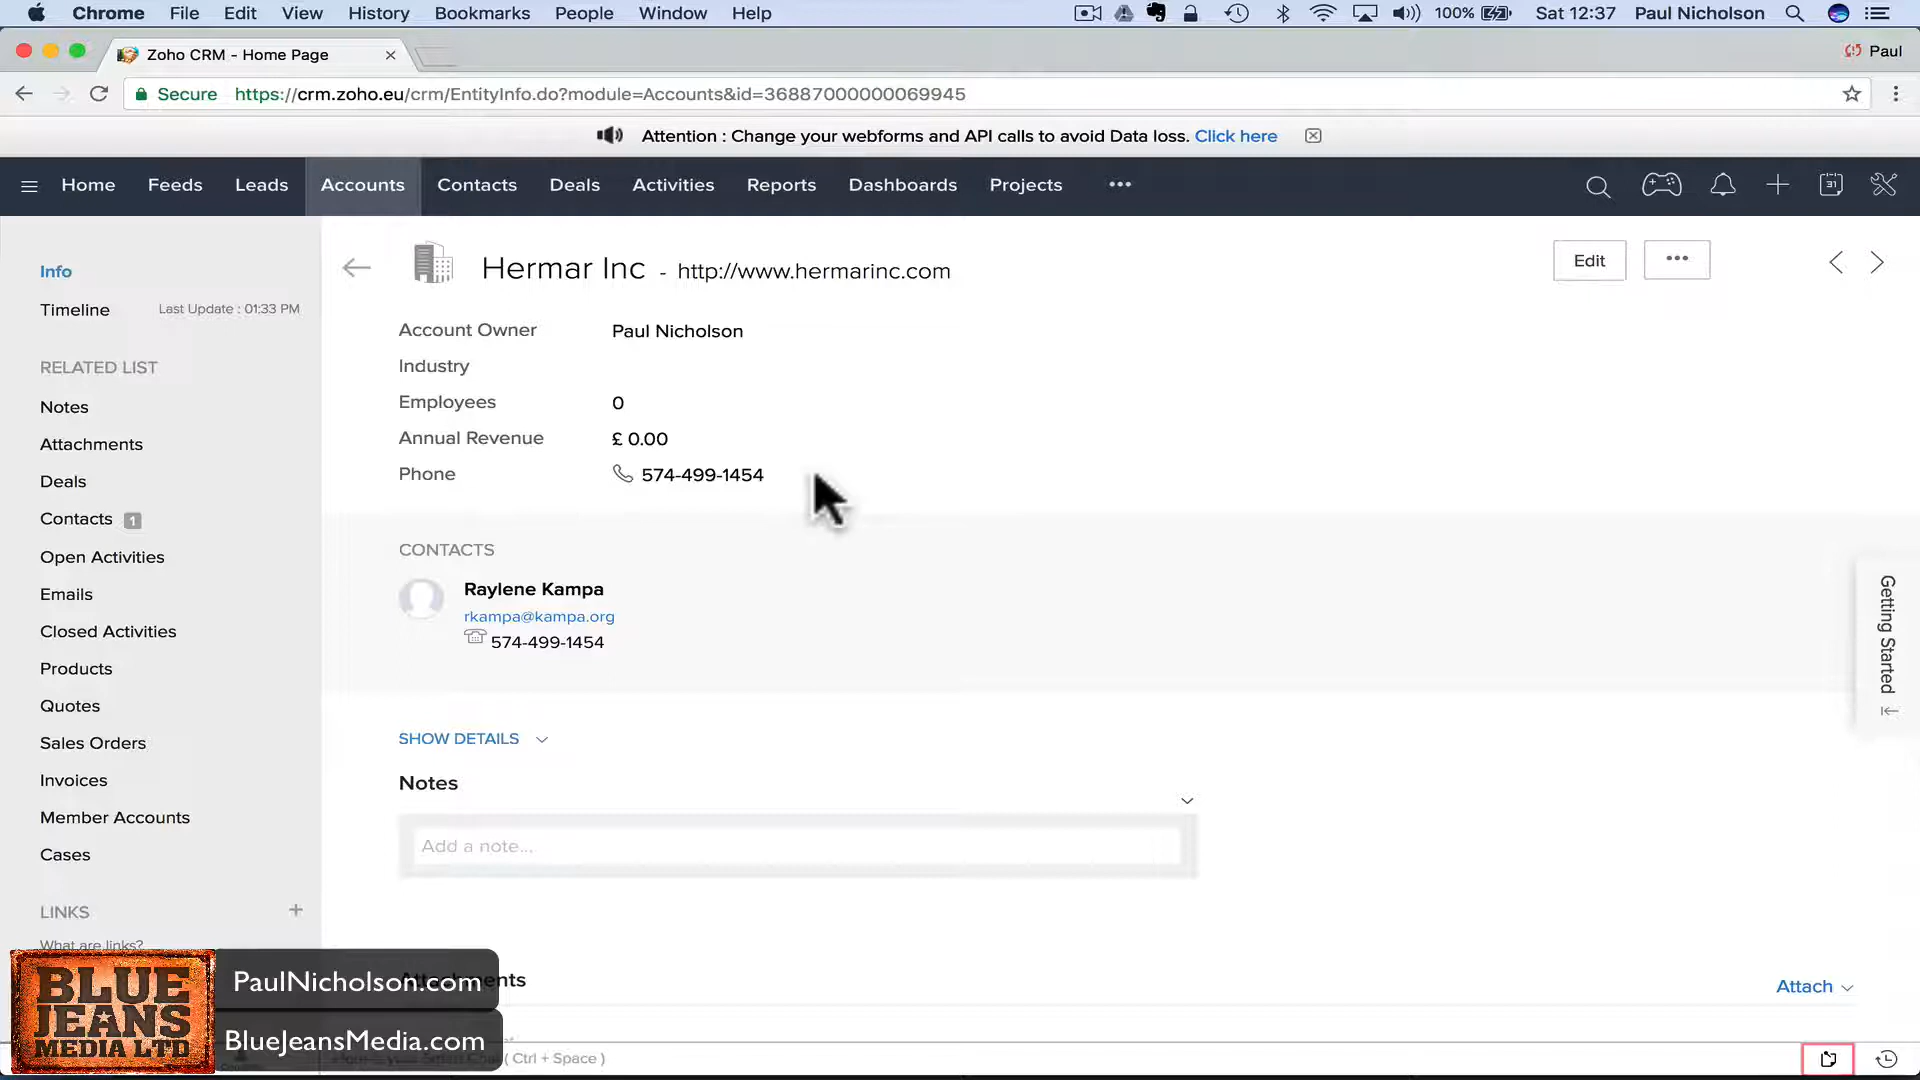 Chrome File Edit View History Bookmarks People Window Help 100% Sat 12:37 Paul Nicholson
Zoho CRM - Home Page Paul
Secure https://crm.zoho.eu/crm/EntityInfo.do?module=Accounts&id=36887000000069945
Attention : Change your webforms and API calls to avoid Data loss. Click here
Home Feeds Leads Accounts Contacts Deals Activities Reports Dashboards Projects ••• 31
Info
Timeline Last Update : 01:33 PM
RELATED LIST
Notes
Attachments
Deals
Contacts 1
Open Activities
Emails
Closed Activities
Products
Quotes
Sales Orders
Invoices
Member Accounts
Cases
LINKS +
What are links?
Hermar Inc - http://www.hermarinc.com
Edit •••
Account Owner Paul Nicholson
Industry
Employees 0
Annual Revenue £ 0.00
Phone 574-499-1454
CONTACTS
Raylene Kampa
rkampa@kampa.org
574-499-1454
Getting Started
SHOW DETAILS
Notes
Add a note...
Attachments
Attach
( Ctrl + Space )
BLUE
JEANS
MEDIA LTD
PaulNicholson.com
BlueJeansMedia.com